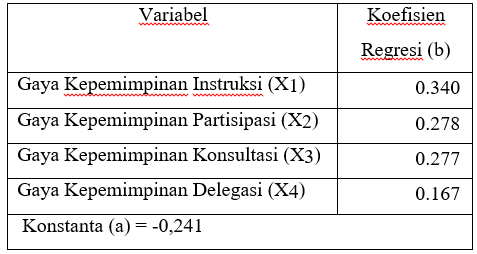 Variabel Koefisien
Regresi (b)
Gaya Kepemimpinan Instruksi (X1) 0.340
Gaya Kepemimpinan Partisipasi (X2) 0.278
Gaya Kepemimpinan Konsultasi (X3) 0.277
Gaya Kepemimpinan Delegasi (X4) 0.167
Konstanta (a) = -0,241